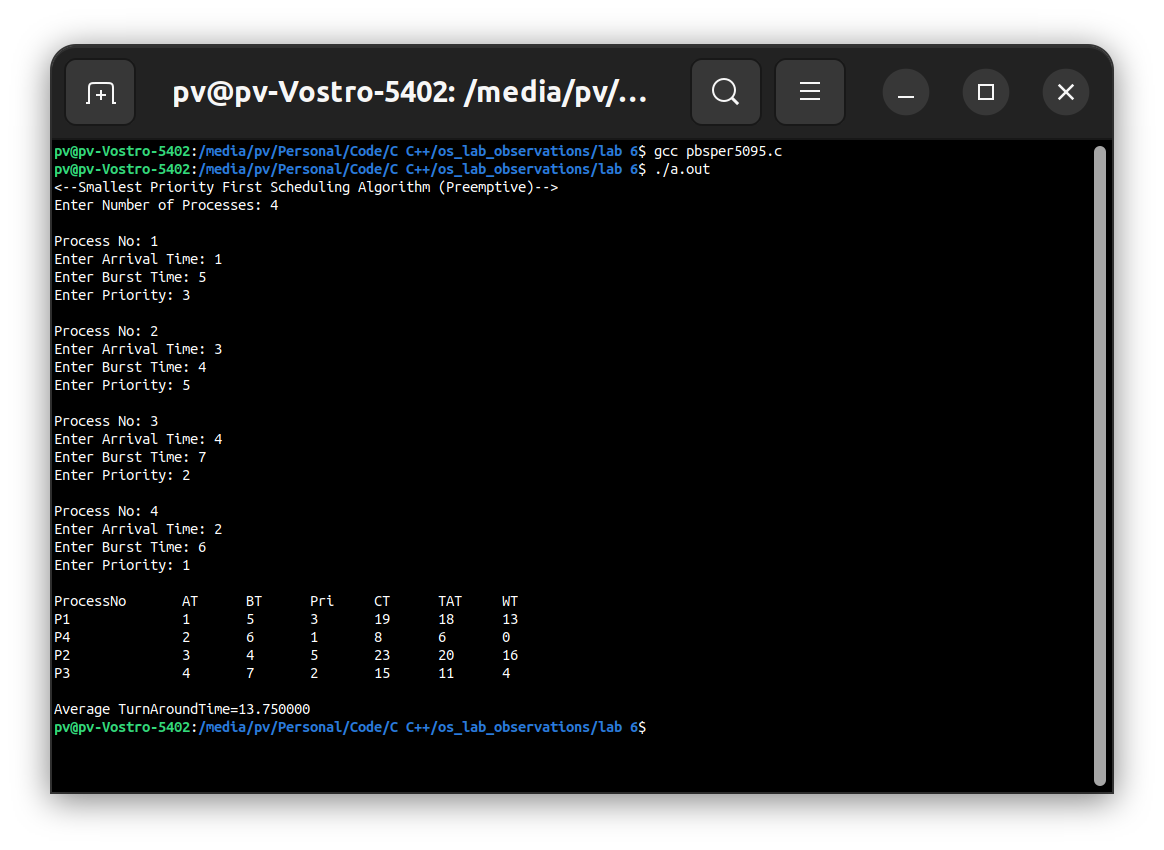 pv@pv-Vostro-5402: /media/pv/...
pv@pv-Vostro-5402:/media/pv/Personal/Code/C C++/os_lab_observations/lab 6$ gcc pbsper5095.c
pv@pv-Vostro-5402:/media/pv/Personal/Code/C C++/os_lab_observations/lab 6$ ./a.out
<--Smallest Priority First Scheduling Algorithm (Preemptive)-->
Enter Number of Processes: 4
Process No: 1
Enter Arrival Time: 1
Enter Burst Time: 5
Enter Priority: 3
Process No: 2
Enter Arrival Time: 3
Enter Burst Time: 4
Enter Priority: 5
Process No: 3
Enter Arrival Time: 4
Enter Burst Time: 7
Enter Priority: 2
Process No: 4
Enter Arrival Time: 2
Enter Burst Time: 6
Enter Priority: 1
ProcessNo AT BT Pri CT TAT WT
P1 1 5 3 19 18 13
P4 2 6 1 8 6 0
P2 3 4 5 23 20 16
P3 4 7 2 15 11 4
Average TurnAroundTime=13.750000
pv@pv-Vostro-5402:/media/pv/Personal/Code/C C++/os_lab_observations/lab 6$